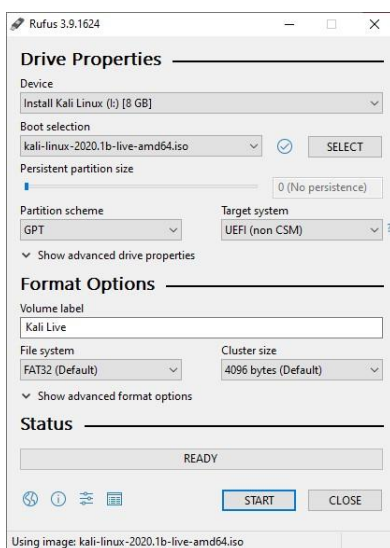 Rufus 3.9.1624
Drive Properties
Device
Install Kali Linux (I:) [8 GB]
Boot selection
kali-linux-2020.1b-live-amd64.iso SELECT
Persistent partition size
0 (No persistence)
Partition scheme Target system
GPT UEFI (non CSM) ?
Show advanced drive properties
Format Options
Volume label
Kali Live
File system Cluster size
FAT32 (Default) 4096 bytes (Default)
Show advanced format options
Status
READY
START CLOSE
Using image: kali-linux-2020.1b-live-amd64.iso